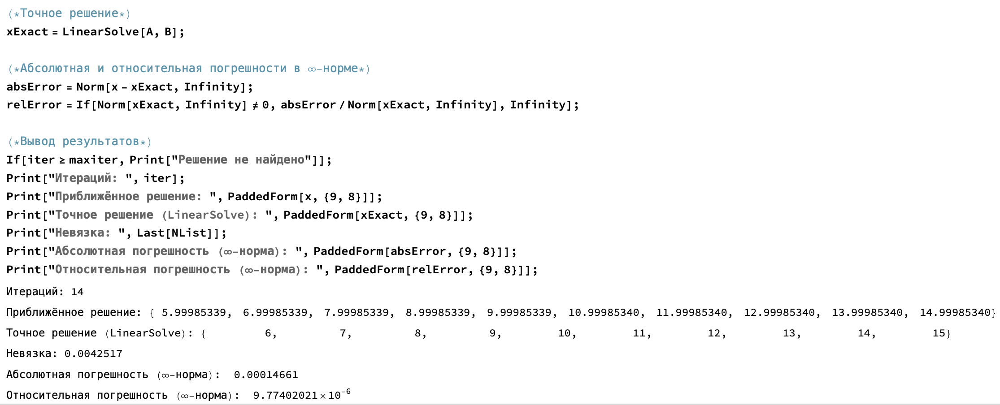 (*Точное решение*)
xExact = LinearSolve[A, B];
(*Абсолютная и относительная погрешности в ∞-норме*)
absError = Norm[x - xExact, Infinity];
relError = If[Norm[xExact, Infinity] ≠ 0, absError / Norm[xExact, Infinity], Infinity];
(*Вывод результатов*)
If[iter ≥ maxiter, Print["Решение не найдено"]];
Print["Итераций: ", iter];
Print["Приближённое решение: ", PaddedForm[x, {9, 8}]];
Print["Точное решение (LinearSolve): ", PaddedForm[xExact, {9, 8}]];
Print["Невязка: ", Last[NList]];
Print["Абсолютная погрешность (∞-норма): ", PaddedForm[absError, {9, 8}]];
Print["Относительная погрешность (∞-норма): ", PaddedForm[relError, {9, 8}]];
Итераций: 14
Приближённое решение: { 5.99985339, 6.99985339, 7.99985339, 8.99985339, 9.99985339, 10.99985340, 11.99985340, 12.99985340, 13.99985340, 14.99985340}
Точное решение (LinearSolve): { 6, 7, 8, 9, 10, 11, 12, 13, 14, 15}
Невязка: 0.0042517
Абсолютная погрешность (∞-норма): 0.00014661
Относительная погрешность (∞-норма): 9.77402021×10⁻⁶